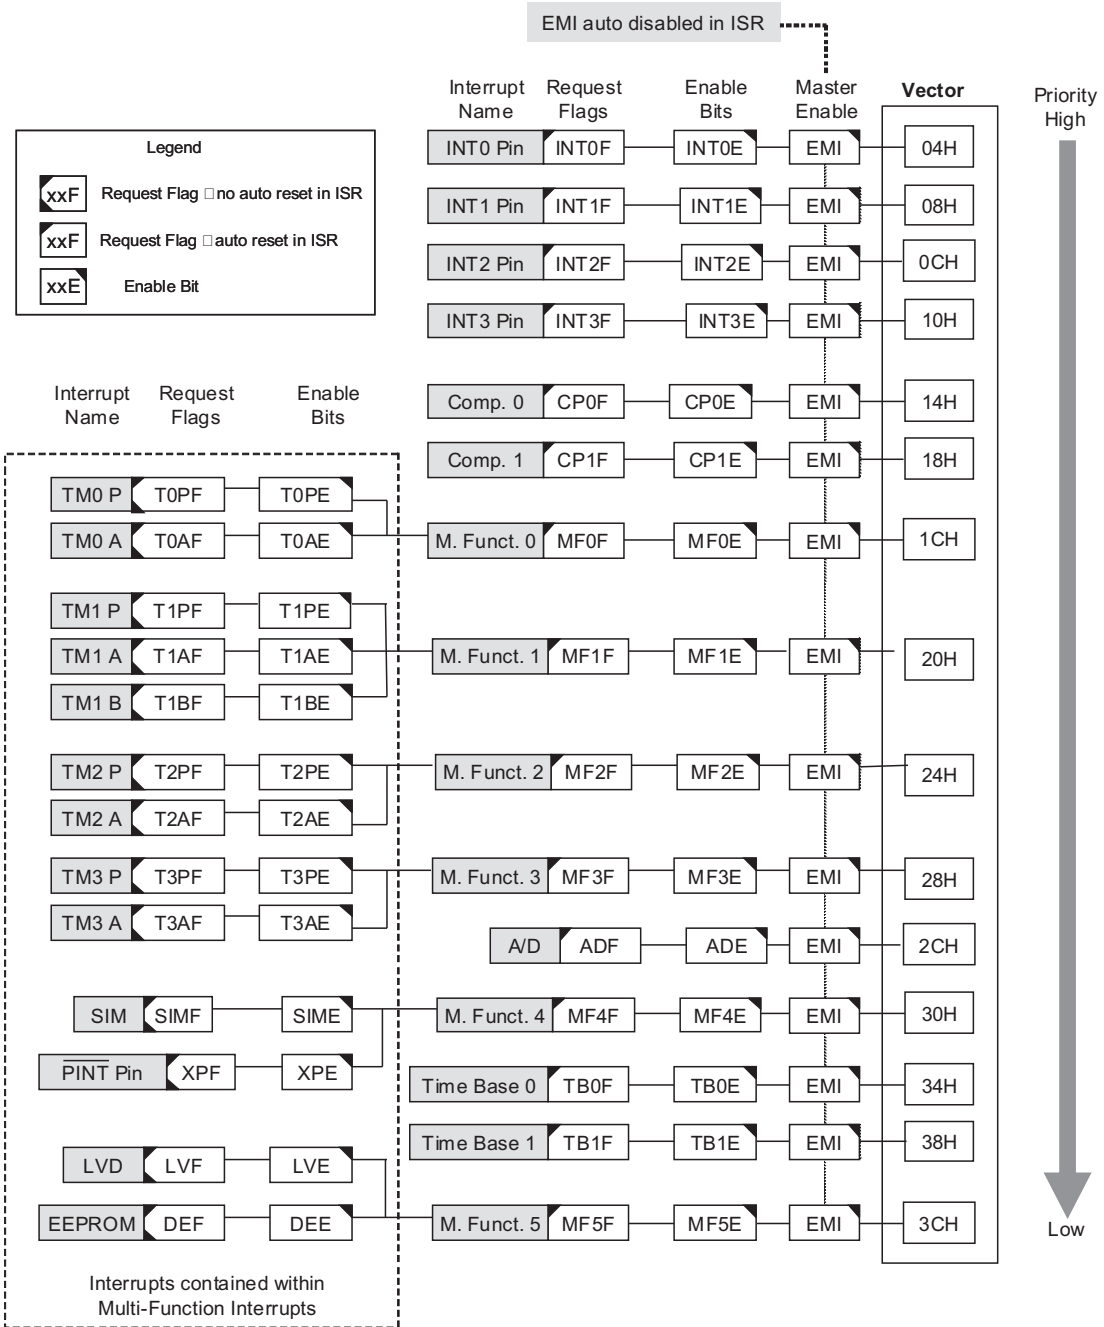 EMI auto disabled in ISR
Interrupt Name Request Flags Enable Bits Master Enable Vector
Priority High
INT0 Pin INT0F INT0E EMI 04H
INT1 Pin INT1F INT1E EMI 08H
INT2 Pin INT2F INT2E EMI 0CH
INT3 Pin INT3F INT3E EMI 10H
Legend
xxF Request Flag □no auto reset in ISR
xxF Request Flag □auto reset in ISR
xxE Enable Bit
Interrupt Name Request Flags Enable Bits
Comp. 0 CP0F CP0E EMI 14H
Comp. 1 CP1F CP1E EMI 18H
TM0 P T0PF T0PE
TM0 A T0AF T0AE M. Funct. 0 MF0F MF0E EMI 1CH
TM1 P T1PF T1PE
TM1 A T1AF T1AE M. Funct. 1 MF1F MF1E EMI 20H
TM1 B T1BF T1BE
TM2 P T2PF T2PE M. Funct. 2 MF2F MF2E EMI 24H
TM2 A T2AF T2AE
TM3 P T3PF T3PE M. Funct. 3 MF3F MF3E EMI 28H
TM3 A T3AF T3AE
A/D ADF ADE EMI 2CH
SIM SIMF SIME M. Funct. 4 MF4F MF4E EMI 30H
PINT Pin XPF XPE
Time Base 0 TB0F TB0E EMI 34H
Time Base 1 TB1F TB1E EMI 38H
LVD LVF LVE
EEPROM DEF DEE M. Funct. 5 MF5F MF5E EMI 3CH
Low
Interrupts contained within
Multi-Function Interrupts